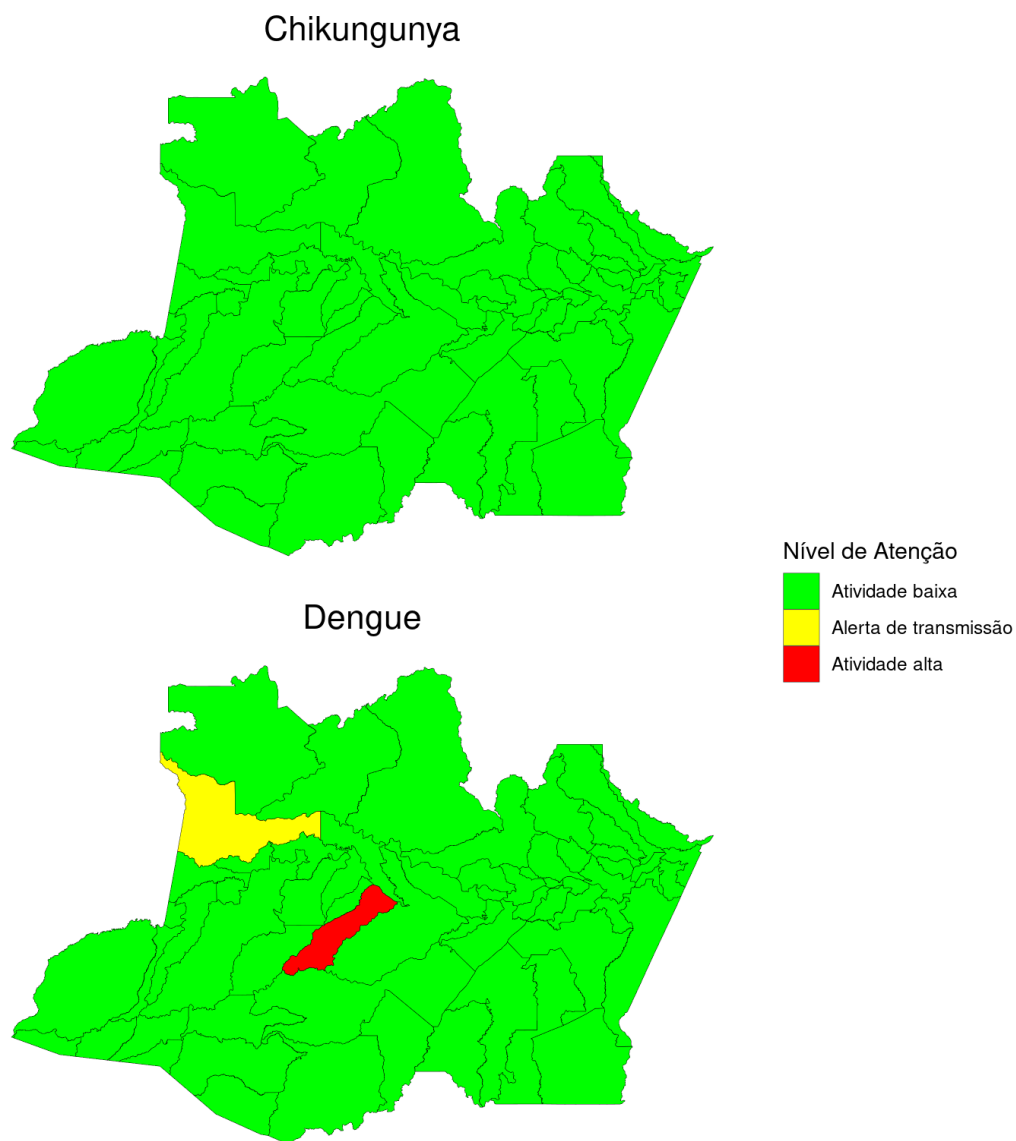 Chikungunya
Dengue
Nível de Atenção
Atividade baixa
Alerta de transmissão
Atividade alta